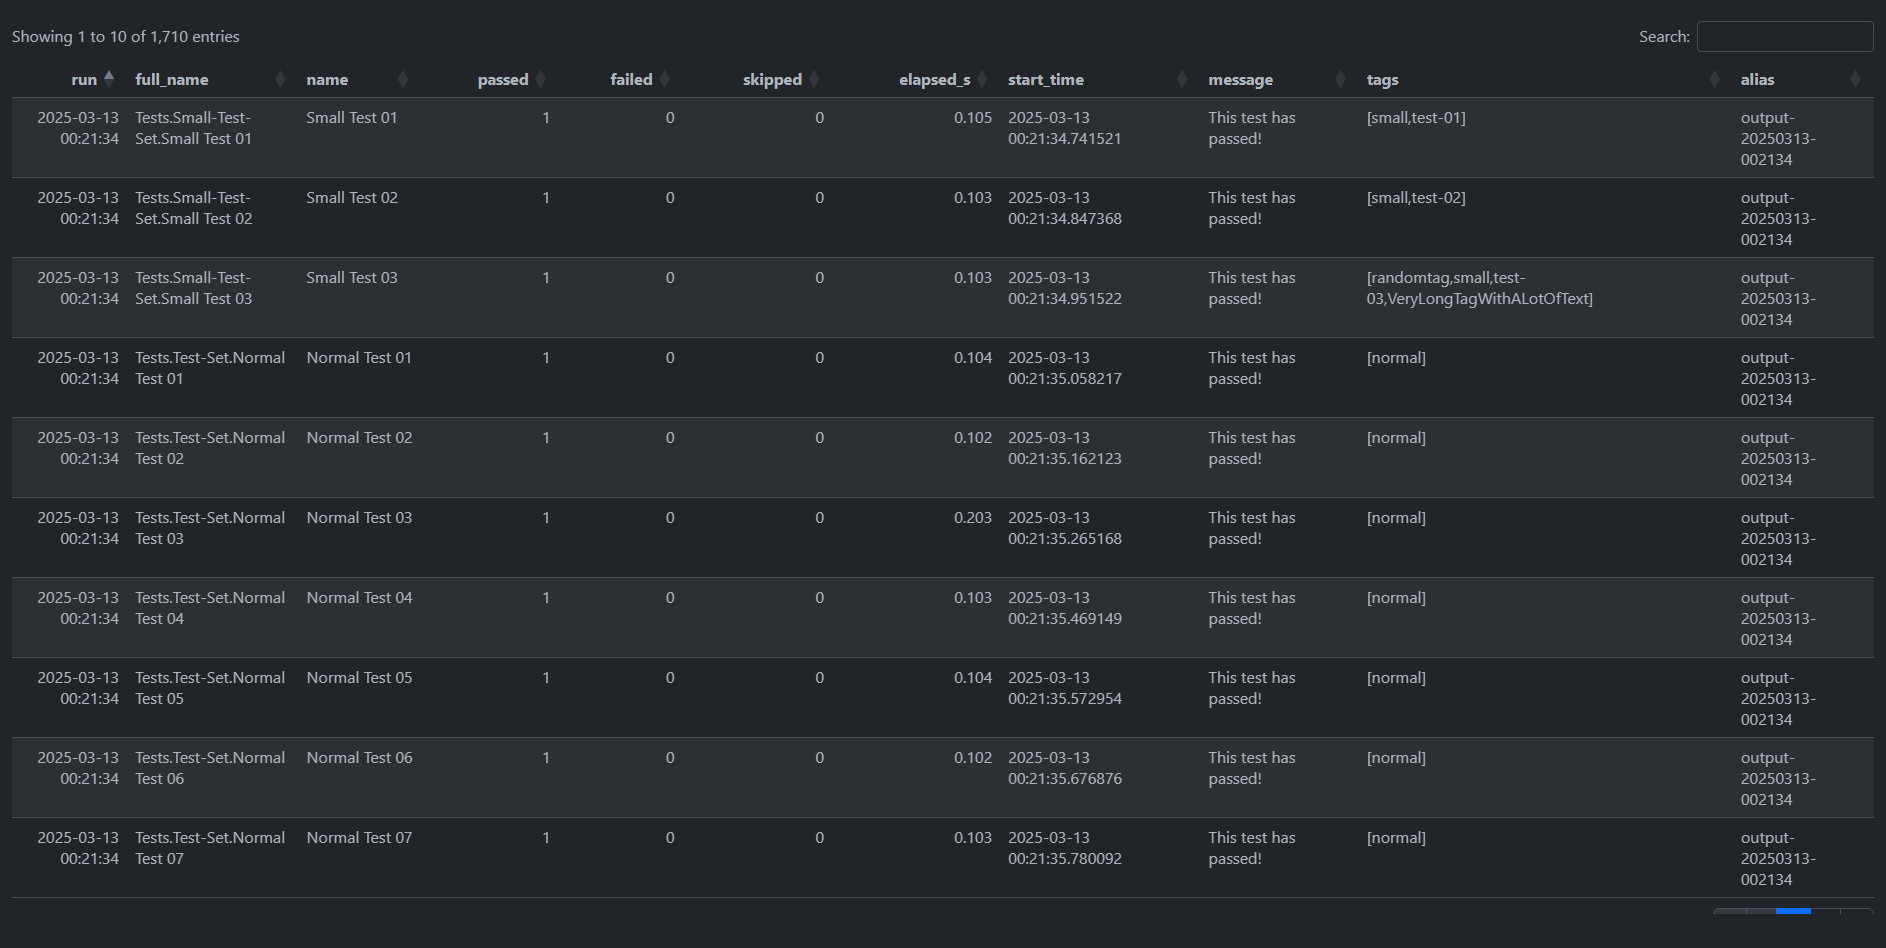 Showing 1 to 10 of 1,710 entries
Search:
run full_name name passed failed skipped elapsed_s start_time message tags alias
2025-03-13 Tests.Small-Test- Small Test 01 1 0 0 0.105 2025-03-13 This test has [small,test-01] output-
00:21:34 Set.Small Test 01 00:21:34.741521 passed! 20250313-
002134
2025-03-13 Tests.Small-Test- Small Test 02 1 0 0 0.103 2025-03-13 This test has [small,test-02] output-
00:21:34 Set.Small Test 02 00:21:34.847368 passed! 20250313-
002134
2025-03-13 Tests.Small-Test- Small Test 03 1 0 0 0.103 2025-03-13 This test has [randomtag,small,test- output-
00:21:34 Set.Small Test 03 00:21:34.951522 passed! 03,VeryLongTagWithALotOfText] 20250313-
002134
2025-03-13 Tests.Test-Set.Normal Normal Test 01 1 0 0 0.104 2025-03-13 This test has [normal] output-
00:21:34 Test 01 00:21:35.058217 passed! 20250313-
002134
2025-03-13 Tests.Test-Set.Normal Normal Test 02 1 0 0 0.102 2025-03-13 This test has [normal] output-
00:21:34 Test 02 00:21:35.162123 passed! 20250313-
002134
2025-03-13 Tests.Test-Set.Normal Normal Test 03 1 0 0 0.203 2025-03-13 This test has [normal] output-
00:21:34 Test 03 00:21:35.265168 passed! 20250313-
002134
2025-03-13 Tests.Test-Set.Normal Normal Test 04 1 0 0 0.103 2025-03-13 This test has [normal] output-
00:21:34 Test 04 00:21:35.469149 passed! 20250313-
002134
2025-03-13 Tests.Test-Set.Normal Normal Test 05 1 0 0 0.104 2025-03-13 This test has [normal] output-
00:21:34 Test 05 00:21:35.572954 passed! 20250313-
002134
2025-03-13 Tests.Test-Set.Normal Normal Test 06 1 0 0 0.102 2025-03-13 This test has [normal] output-
00:21:34 Test 06 00:21:35.676876 passed! 20250313-
002134
2025-03-13 Tests.Test-Set.Normal Normal Test 07 1 0 0 0.103 2025-03-13 This test has [normal] output-
00:21:34 Test 07 00:21:35.780092 passed! 20250313-
002134